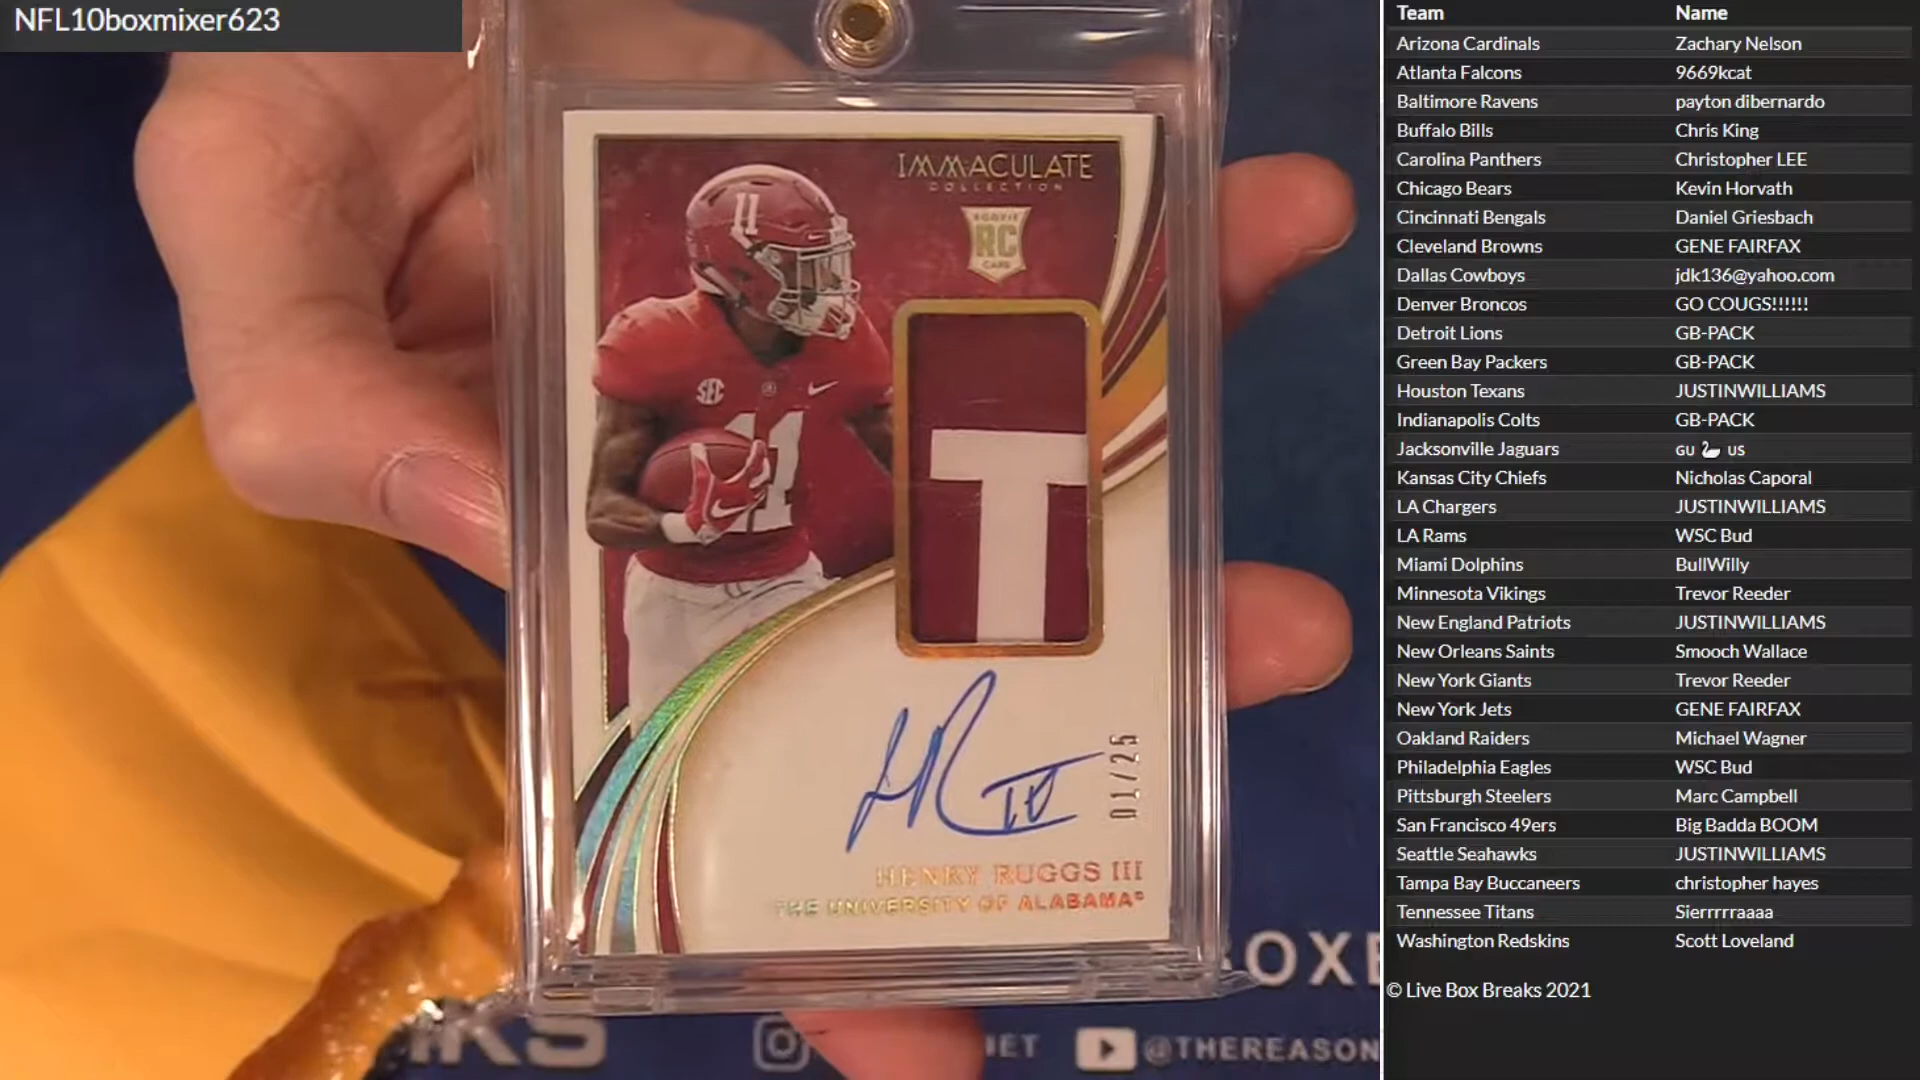 NFL10boxmixer623
IMMACULATE
COLLECTION
ROOKIE
RC
CARD
11
SEC
11
T
01/25
HENRY RUGGS III
THE UNIVERSITY OF ALABAMA®
OXE
@THEREASON
Team Name
Arizona Cardinals Zachary Nelson
Atlanta Falcons 9669kcat
Baltimore Ravens payton dibernardo
Buffalo Bills Chris King
Carolina Panthers Christopher LEE
Chicago Bears Kevin Horvath
Cincinnati Bengals Daniel Griesbach
Cleveland Browns GENE FAIRFAX
Dallas Cowboys jdk136@yahoo.com
Denver Broncos GO COUGS!!!!!!
Detroit Lions GB-PACK
Green Bay Packers GB-PACK
Houston Texans JUSTINWILLIAMS
Indianapolis Colts GB-PACK
Jacksonville Jaguars GU 🦢 US
Kansas City Chiefs Nicholas Caporal
LA Chargers JUSTINWILLIAMS
LA Rams WSC Bud
Miami Dolphins BullWilly
Minnesota Vikings Trevor Reeder
New England Patriots JUSTINWILLIAMS
New Orleans Saints Smooch Wallace
New York Giants Trevor Reeder
New York Jets GENE FAIRFAX
Oakland Raiders Michael Wagner
Philadelphia Eagles WSC Bud
Pittsburgh Steelers Marc Campbell
San Francisco 49ers Big Badda BOOM
Seattle Seahawks JUSTINWILLIAMS
Tampa Bay Buccaneers christopher hayes
Tennessee Titans Sierrrrraaaa
Washington Redskins Scott Loveland
© Live Box Breaks 2021